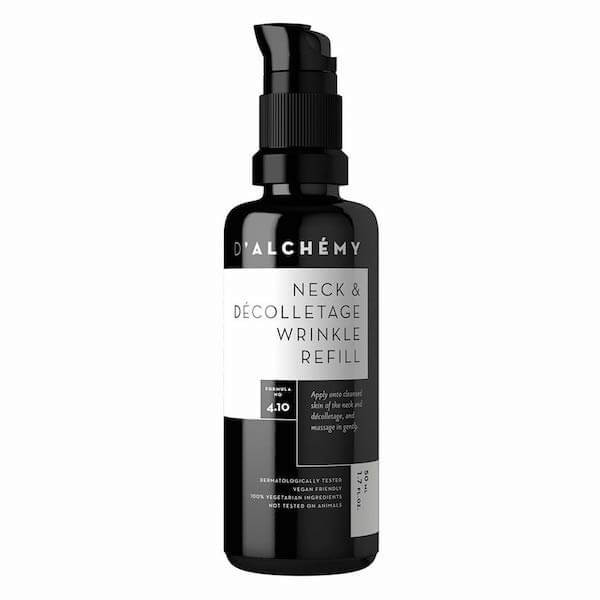 D'ALCHÉMY
NECK &
DÉCOLLETAGE
WRINKLE
REFILL
FORMULA
NO
4.10
Apply onto cleansed
skin of the neck and
décolletage, and
massage in gently.
50 ML
1.7 FL.OZ.
DERMATOLOGICALLY TESTED
VEGAN FRIENDLY
100% VEGETARIAN INGREDIENTS
NOT TESTED ON ANIMALS